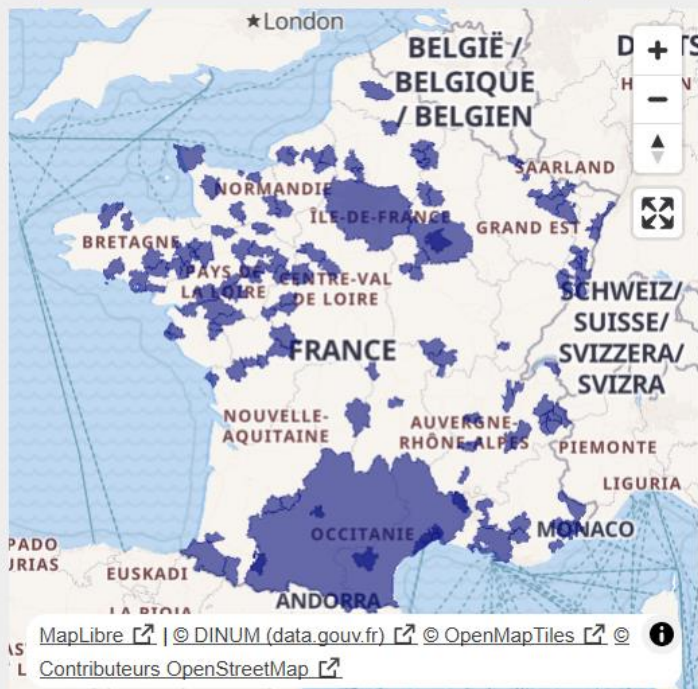 ★London
BELGIË /
BELGIQUE
/ BELGIEN
+
−
SAARLAND
NORMANDIE
ÎLE-DE-FRANCE
GRAND EST
BRETAGNE
PAYS DE
LA LOIRE
CENTRE-VAL
DE LOIRE
SCHWEIZ/
SUISSE/
SVIZZERA/
SVIZRA
FRANCE
NOUVELLE-
AQUITAINE
AUVERGNE-
RHÔNE-ALPES
PIEMONTE
LIGURIA
OCCITANIE
MONACO
EUSKADI
ANDORRA
LA RIOJA
MapLibre | © DINUM (data.gouv.fr) © OpenMapTiles ©
Contributeurs OpenStreetMap